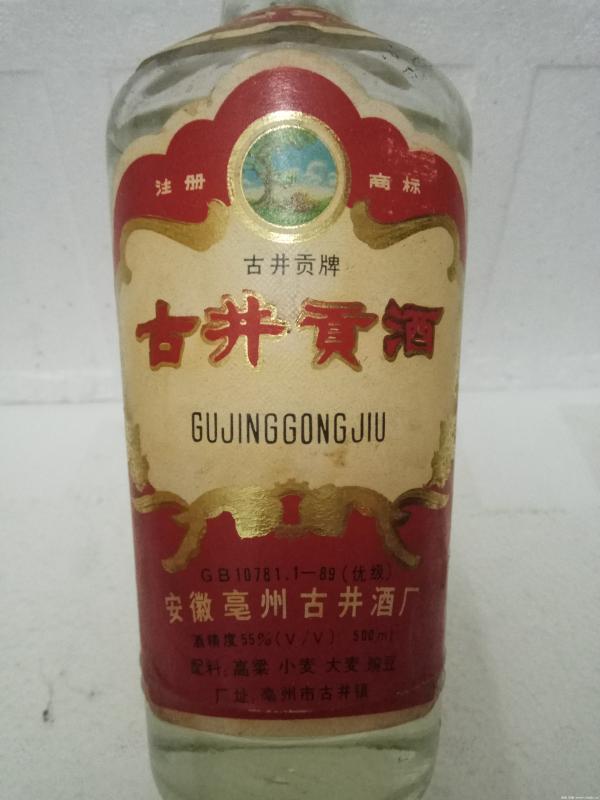 注册 商标
古井贡牌
古井贡酒
GUJINGGONGJIU
GB10781.1—89(优级)
安徽亳州古井酒厂
酒精度55%(V/V) 500ml
配料.高粱 小麦 大麦 豌豆
厂址.亳州市古井镇